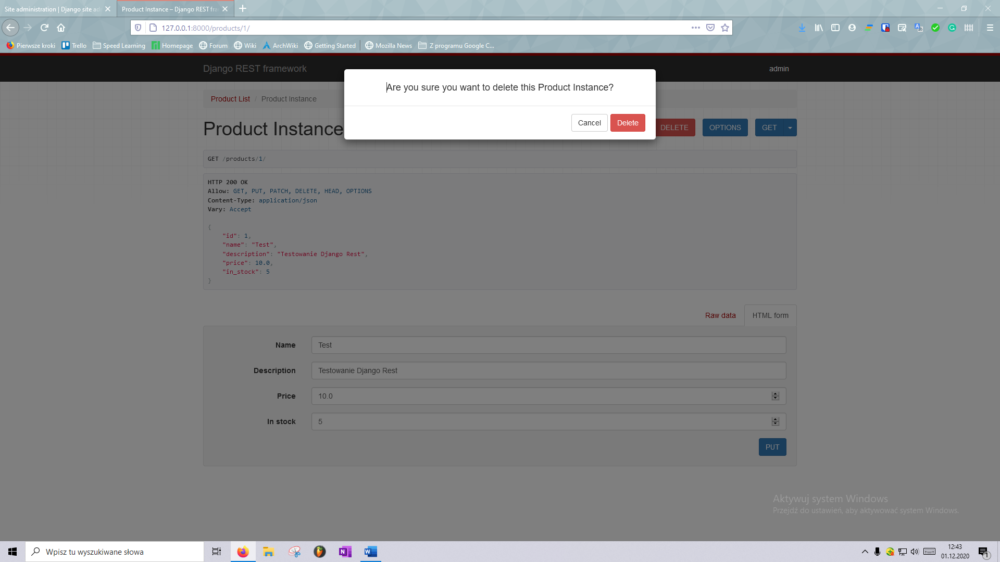 Site administration | Django site ad
Product Instance – Django REST fra
127.0.0.1:8000/products/1/
Pierwsze kroki
Trello
Speed Learning
Homepage
Forum
Wiki
ArchWiki
Getting Started
Mozilla News
Z programu Google C...
Django REST framework
admin
Are you sure you want to delete this Product Instance?
Cancel
Delete
Product List / Product Instance
Product Instance
DELETE
OPTIONS
GET
GET /products/1/
HTTP 200 OK
Allow: GET, PUT, PATCH, DELETE, HEAD, OPTIONS
Content-Type: application/json
Vary: Accept
{
"id": 1,
"name": "Test",
"description": "Testowanie Django Rest",
"price": 10.0,
"in_stock": 5
}
Raw data
HTML form
Name
Test
Description
Testowanie Django Rest
Price
10.0
In stock
5
PUT
Aktywuj system Windows
Przejdź do ustawień, aby aktywować system Windows.
Wpisz tu wyszukiwane słowa
12:43
01.12.2020
1